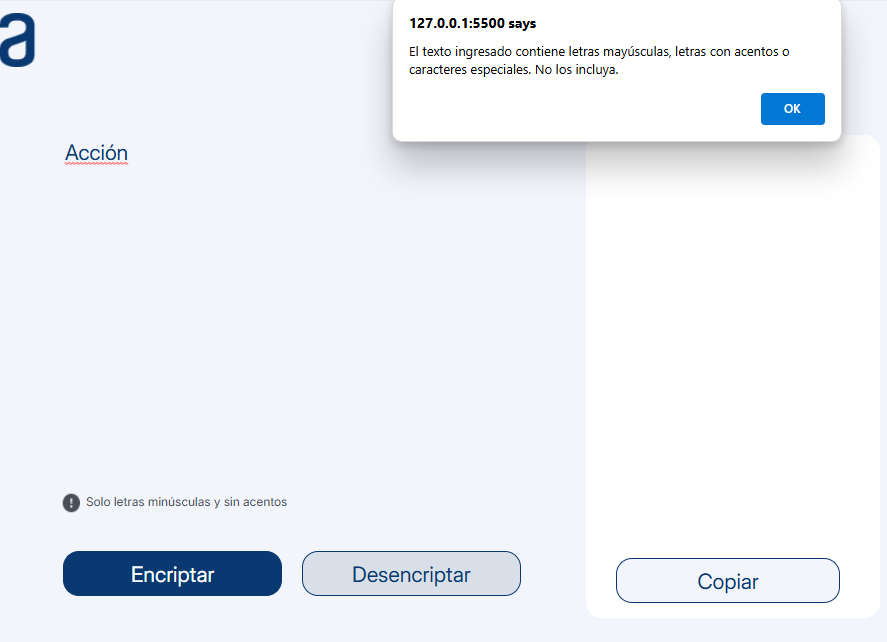 a
127.0.0.1:5500 says
El texto ingresado contiene letras mayúsculas, letras con acentos o
caracteres especiales. No los incluya.
OK
Acción
! Solo letras minúsculas y sin acentos
Encriptar
Desencriptar
Copiar